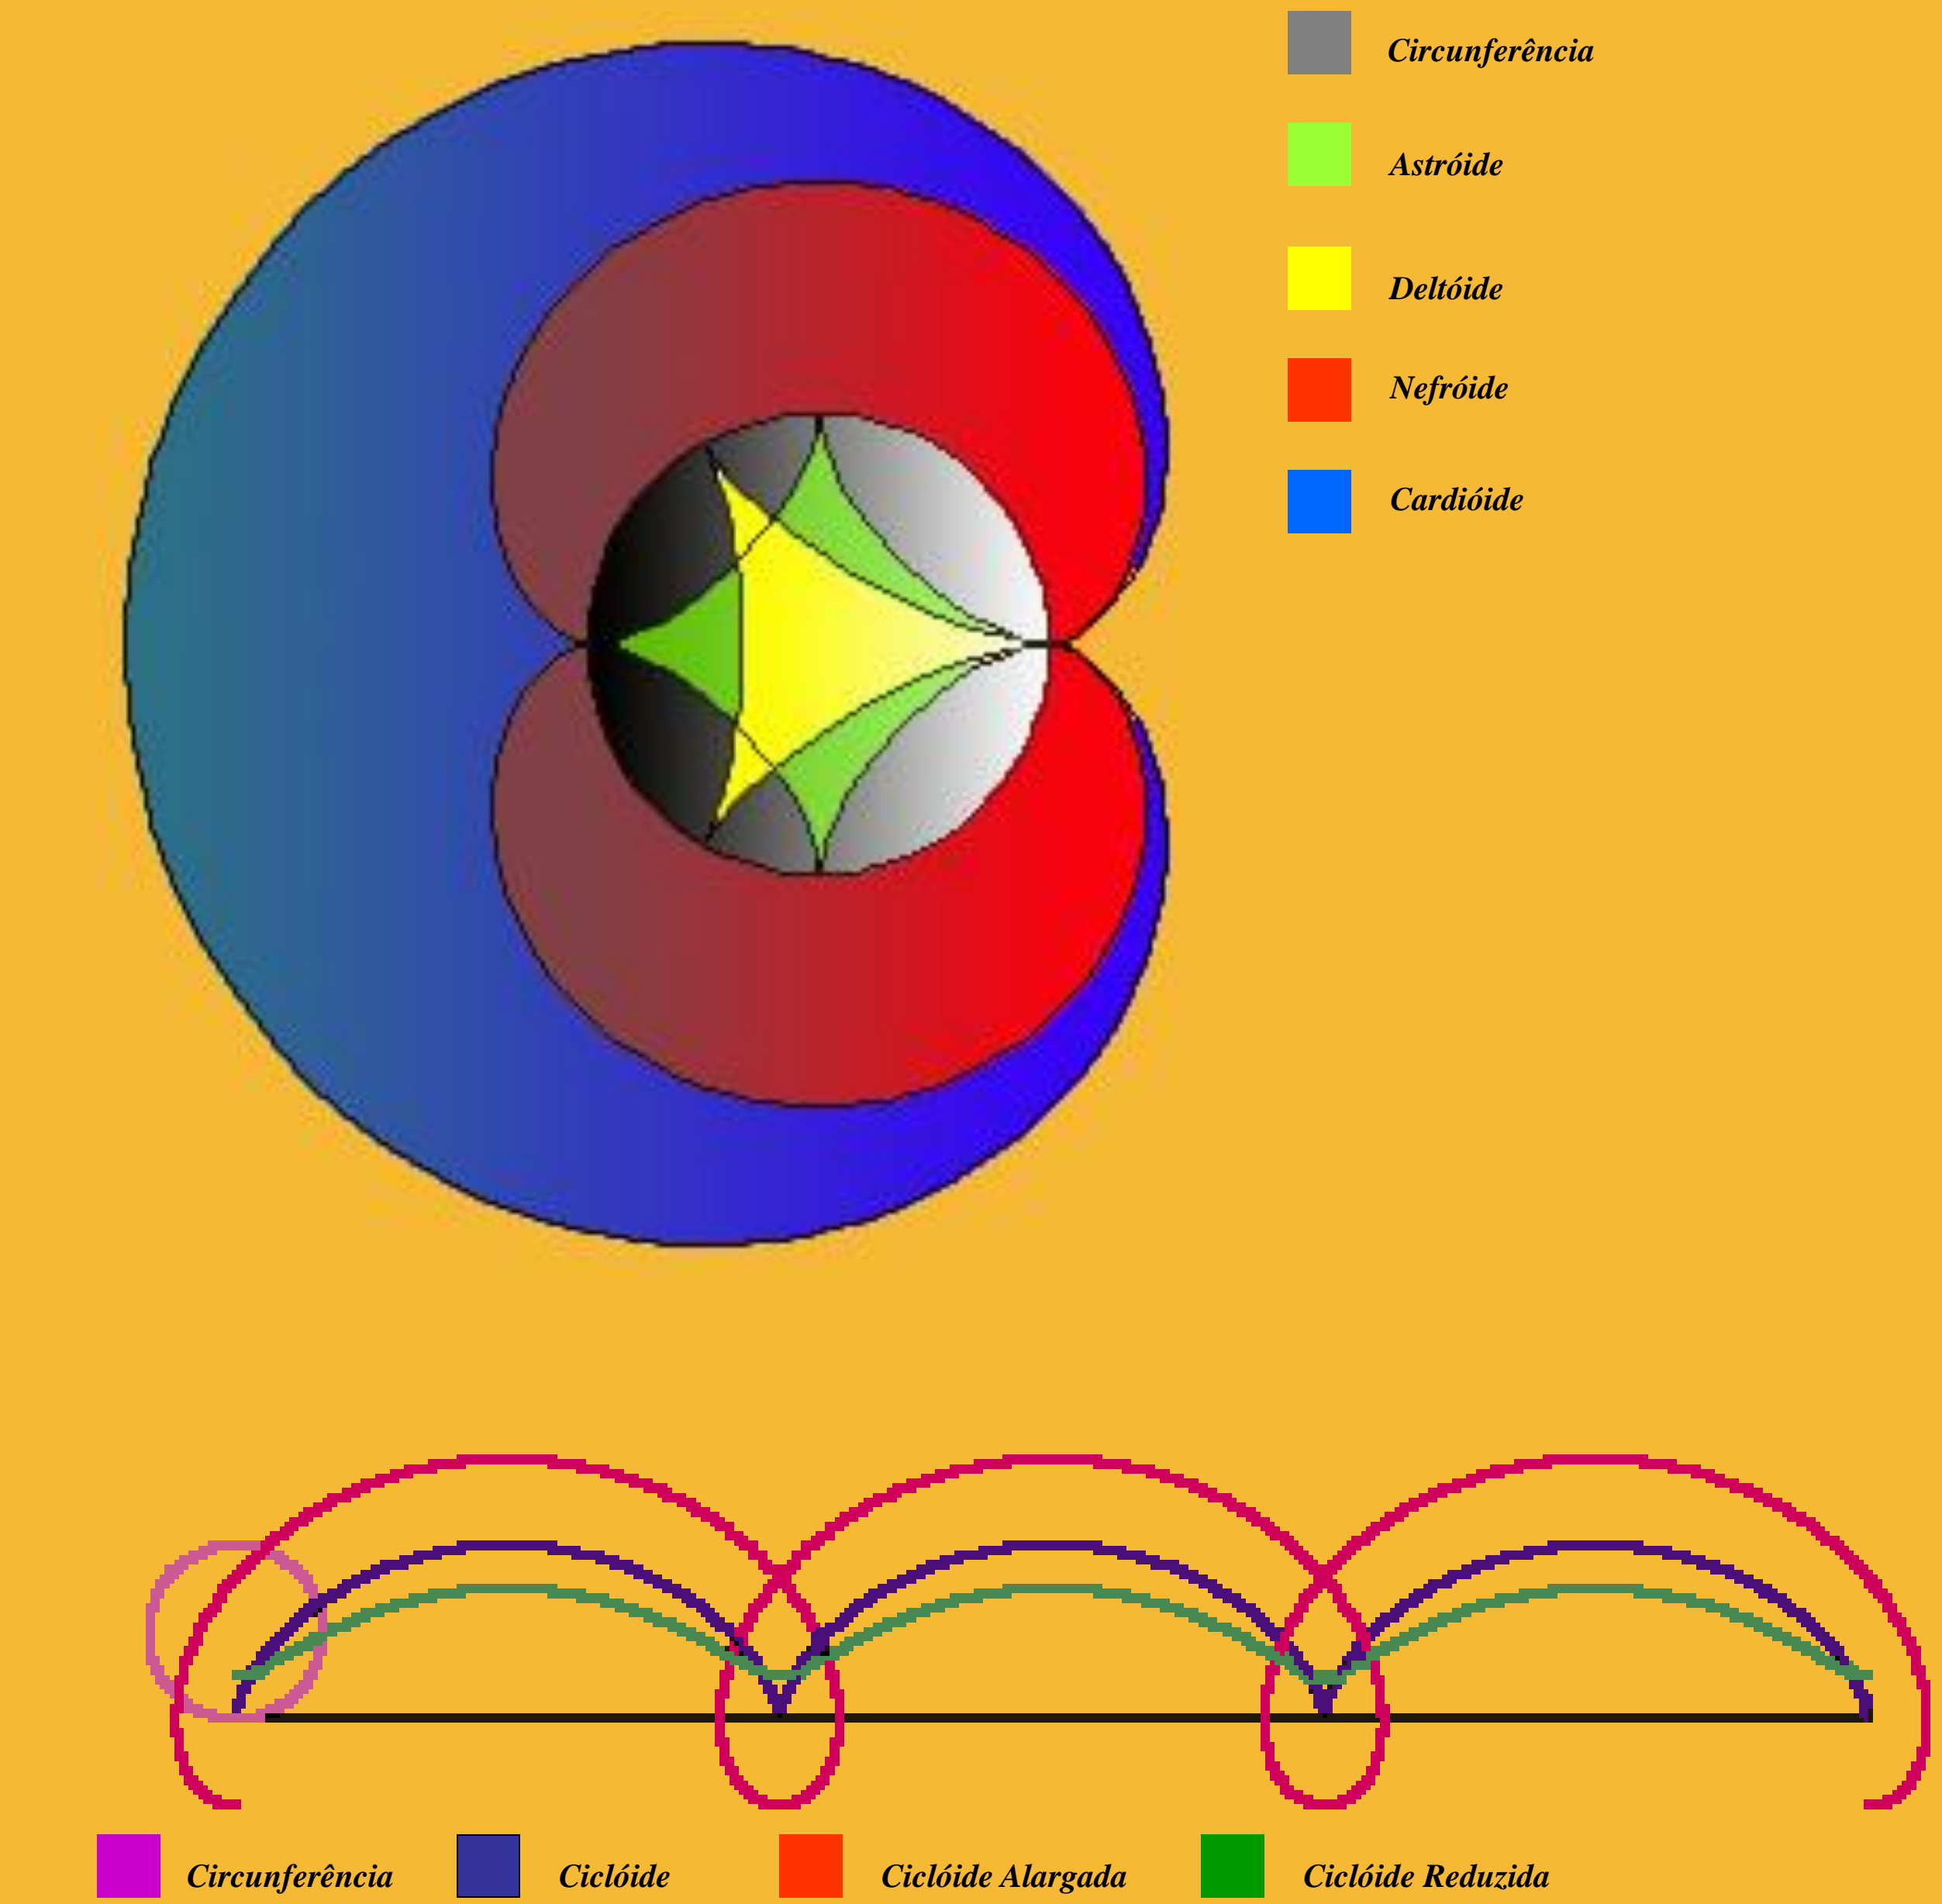 Circunferência
Astróide
Deltóide
Nefróide
Cardióide
Circunferência
Ciclóide
Ciclóide Alargada
Ciclóide Reduzida